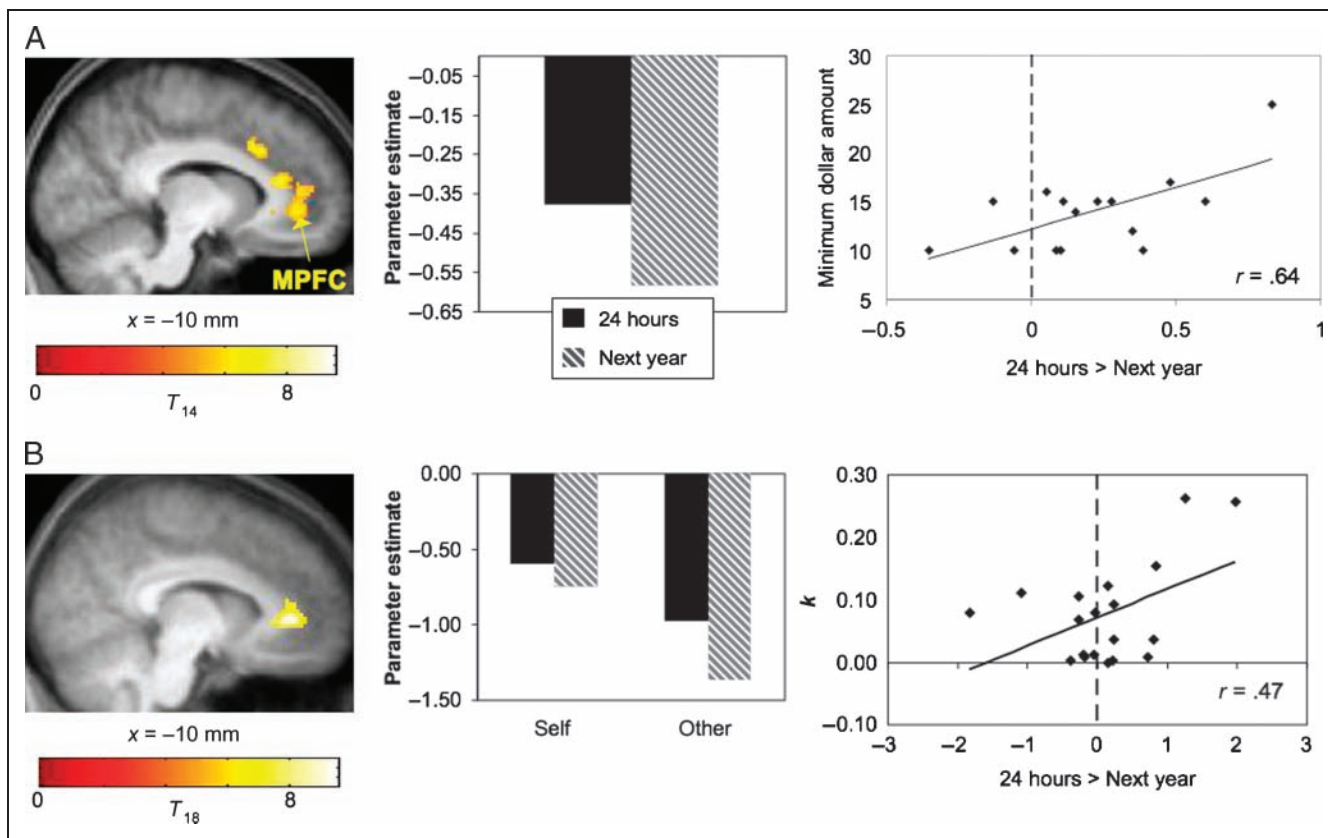 A
MPFC
x = −10 mm
0 8
T14
Parameter estimate
−0.05
−0.15
−0.25
−0.35
−0.45
−0.55
−0.65
24 hours
Next year
Minimum dollar amount
30
25
20
15
10
5
r = .64
−0.5 0 0.5 1
24 hours > Next year
B
x = −10 mm
0 8
T18
Parameter estimate
0.00
−0.50
−1.00
−1.50
Self Other
k
0.30
0.20
0.10
0.00
−0.10
r = .47
−3 −2 −1 0 1 2 3
24 hours > Next year